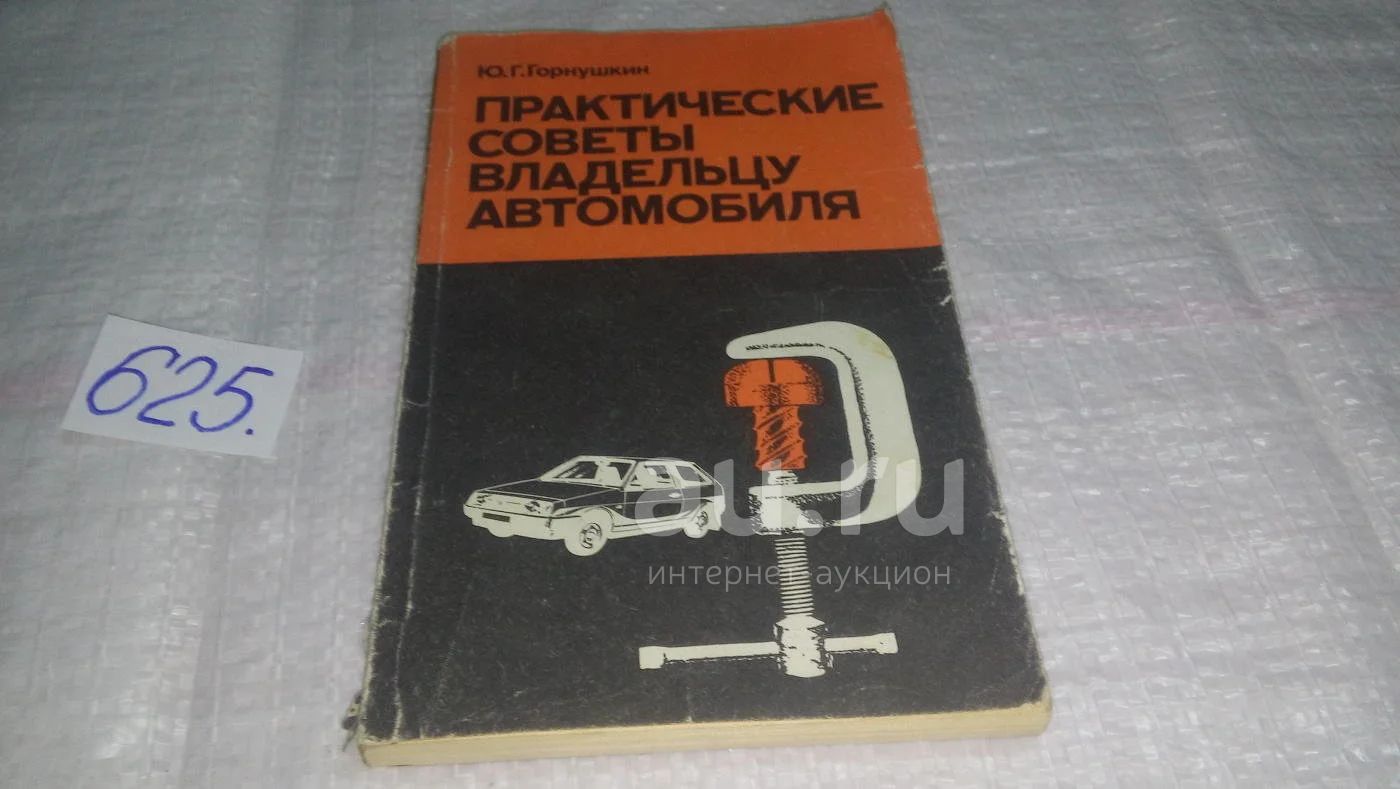 Ю.Г.Горнушкин
ПРАКТИЧЕСКИЕ
СОВЕТЫ
ВЛАДЕЛЬЦУ
АВТОМОБИЛЯ
625.
au.ru
интернет-аукцион